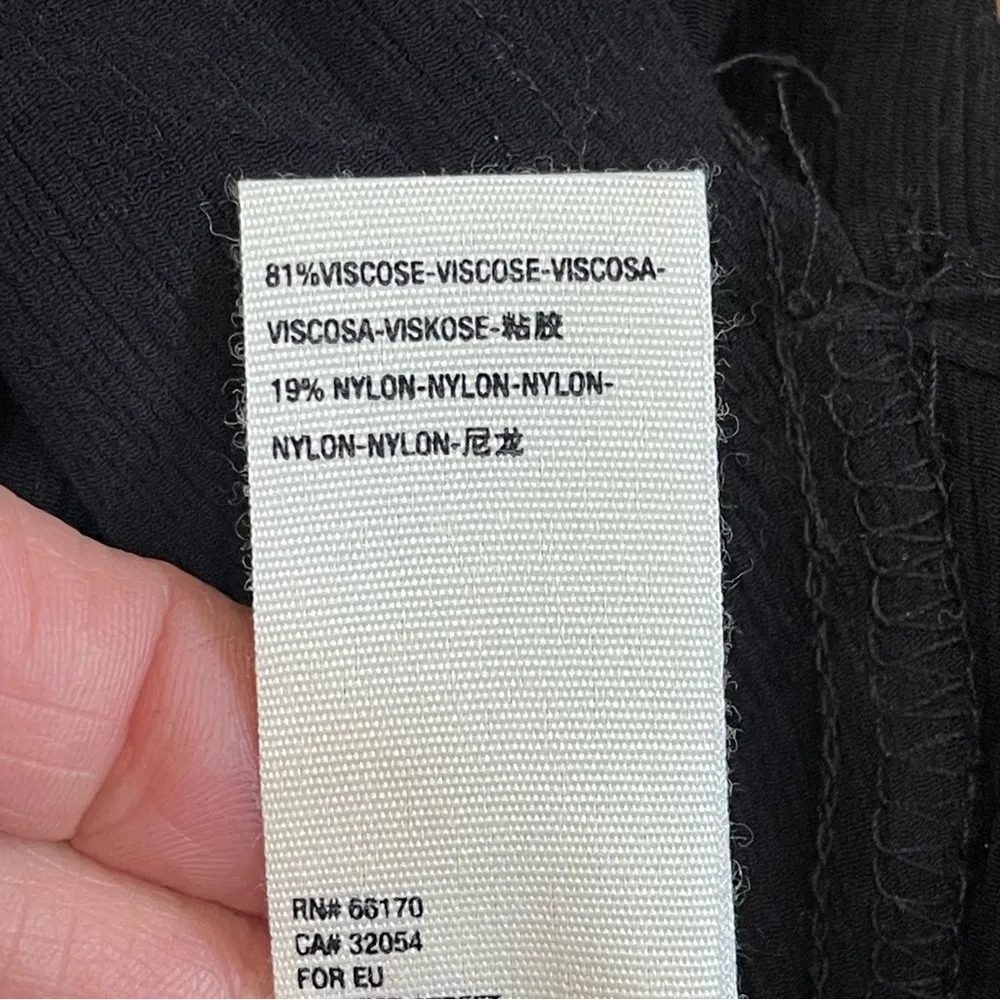 81%VISCOSE-VISCOSE-VISCOSA-
VISCOSA-VISKOSE-粘胶
19% NYLON-NYLON-NYLON-
NYLON-NYLON-尼龙
RN# 66170
CA# 32054
FOR EU